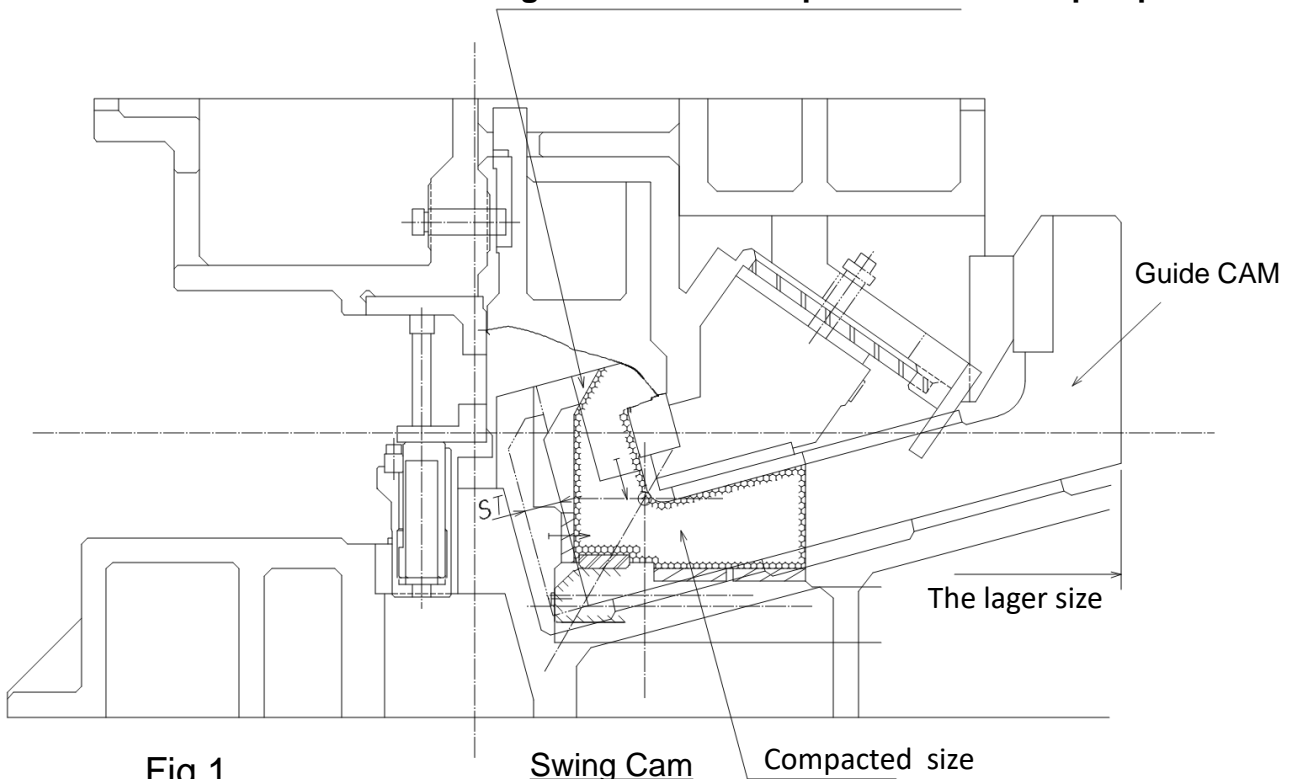 Guide CAM
ST
The lager size
Fig 1
Swing Cam
Compacted size